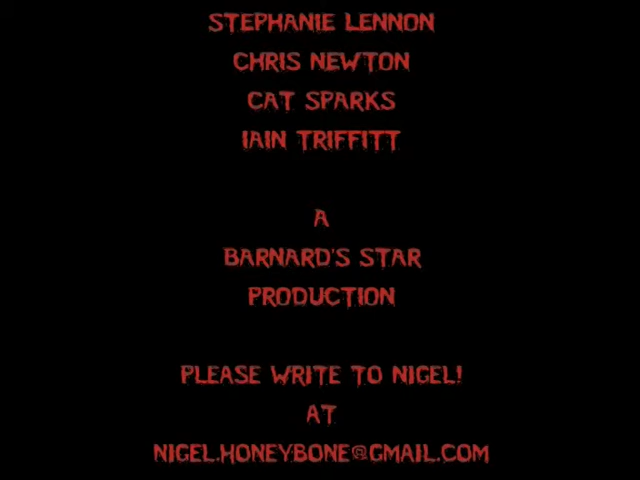 STEPHANIE LENNON
CHRIS NEWTON
CAT SPARKS
IAIN TRIFFITT
A
BARNARD'S STAR
PRODUCTION
PLEASE WRITE TO NIGEL!
AT
NIGEL.HONEYBONE@GMAIL.COM